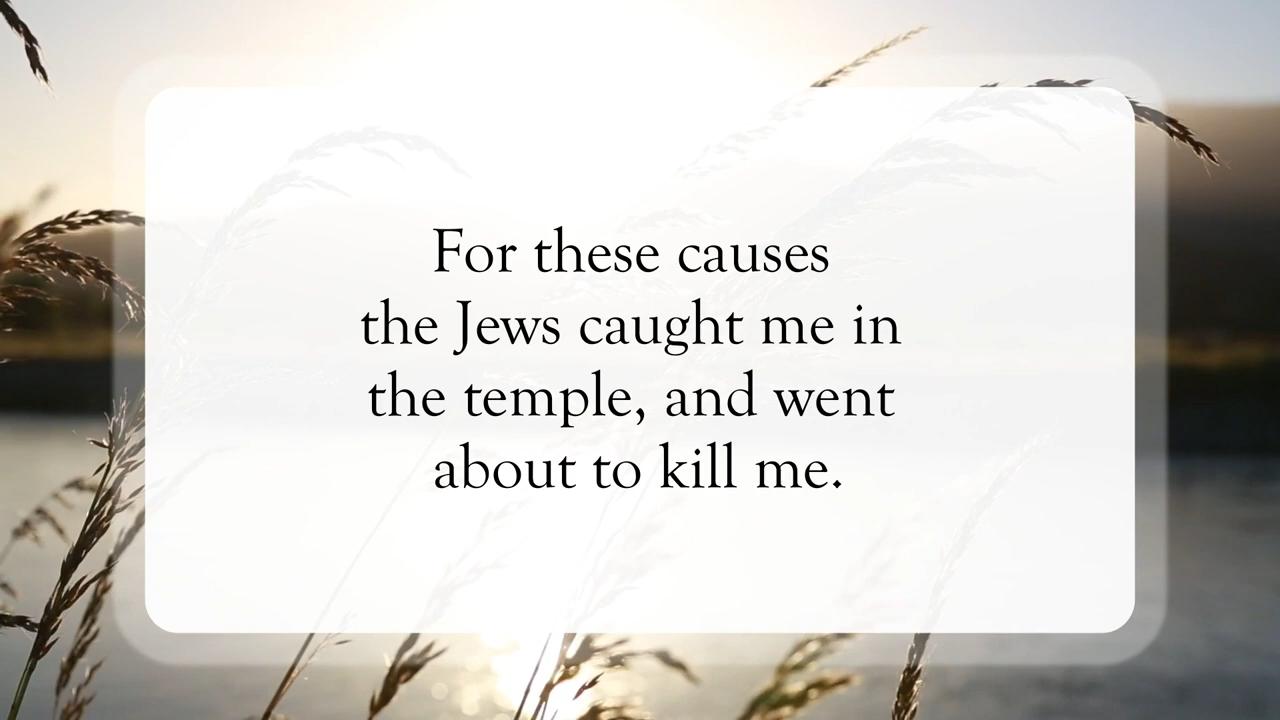 For these causes
the Jews caught me in
the temple, and went
about to kill me.